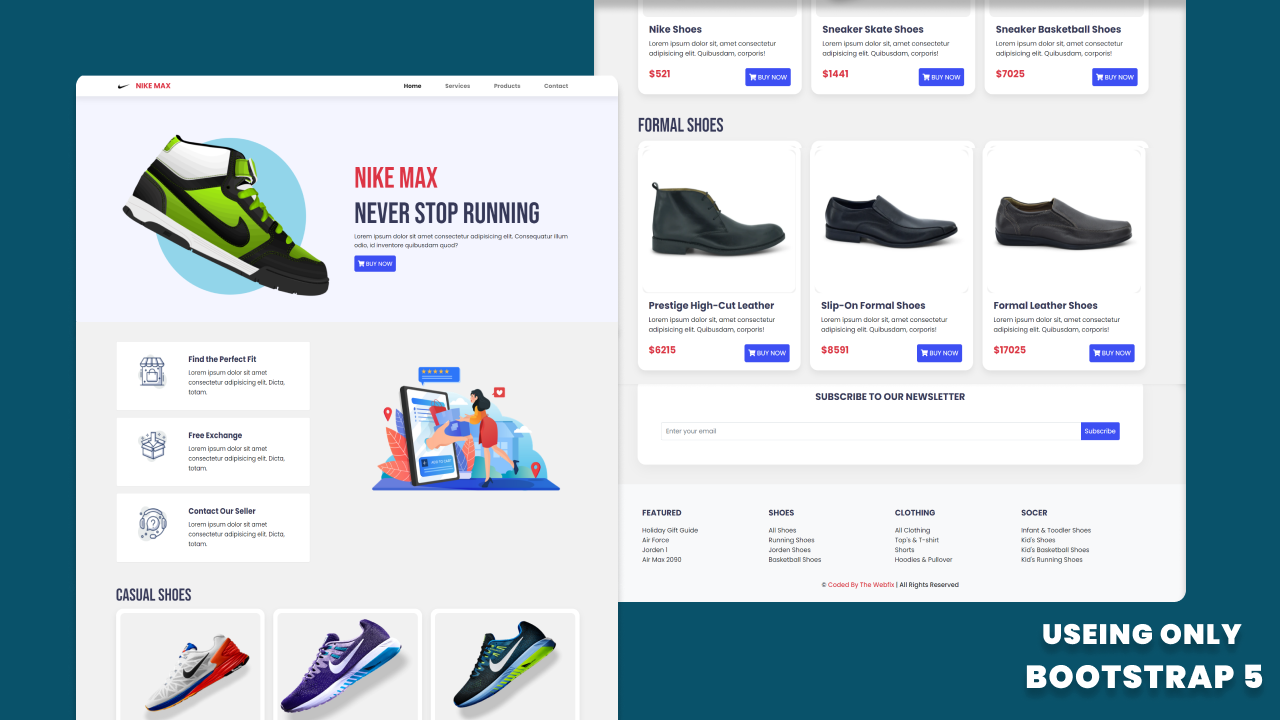 NIKE MAX
Home Services Products Contact
NIKE MAX
NEVER STOP RUNNING
Lorem ipsum dolor sit amet consectetur adipisicing elit. Consequatur illum
odio, id inventore quibusdam quod?
BUY NOW
Find the Perfect Fit
Lorem ipsum dolor sit amet
consectetur adipisicing elit. Dicta,
totam.
Free Exchange
Lorem ipsum dolor sit amet
consectetur adipisicing elit. Dicta,
totam.
Contact Our Seller
Lorem ipsum dolor sit amet
consectetur adipisicing elit. Dicta,
totam.
ADD TO CART
CASUAL SHOES
Nike Shoes
Lorem ipsum dolor sit, amet consectetur
adipisicing elit. Quibusdam, corporis!
$521
BUY NOW
Sneaker Skate Shoes
Lorem ipsum dolor sit, amet consectetur
adipisicing elit. Quibusdam, corporis!
$1441
BUY NOW
Sneaker Basketball Shoes
Lorem ipsum dolor sit, amet consectetur
adipisicing elit. Quibusdam, corporis!
$7025
BUY NOW
FORMAL SHOES
Prestige High-Cut Leather
Lorem ipsum dolor sit, amet consectetur
adipisicing elit. Quibusdam, corporis!
$6215
BUY NOW
Slip-On Formal Shoes
Lorem ipsum dolor sit, amet consectetur
adipisicing elit. Quibusdam, corporis!
$8591
BUY NOW
Formal Leather Shoes
Lorem ipsum dolor sit, amet consectetur
adipisicing elit. Quibusdam, corporis!
$17025
BUY NOW
SUBSCRIBE TO OUR NEWSLETTER
Enter your email
Subscribe
FEATURED
Holiday Gift Guide
Air Force
Jorden 1
Air Max 2090
SHOES
All Shoes
Running Shoes
Jorden Shoes
Basketball Shoes
CLOTHING
All Clothing
Top's & T-shirt
Shorts
Hoodies & Pullover
SOCER
Infant & Toodler Shoes
Kid's Shoes
Kid's Basketball Shoes
Kid's Running Shoes
© Coded By The Webfix | All Rights Reserved
USEING ONLY
BOOTSTRAP 5